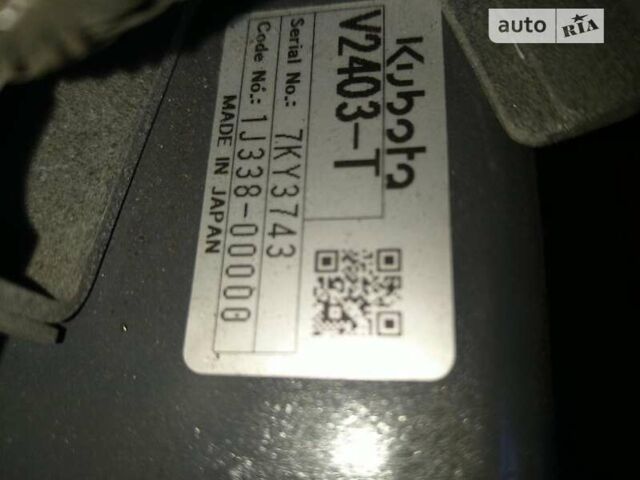 Kubota
V2403-T
Serial No.: 7KY3743
Code No.: 1J338-00000
MADE IN JAPAN
auto RIA